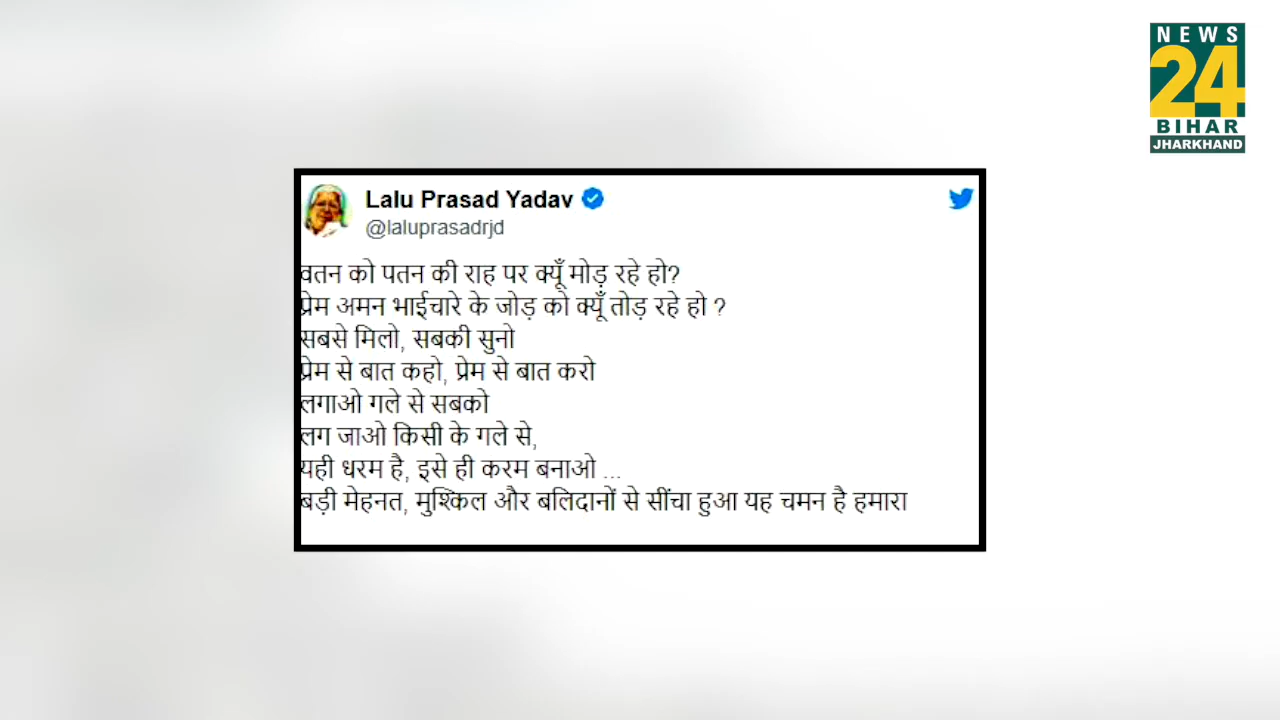 NEWS
24
BIHAR
JHARKHAND
Lalu Prasad Yadav
@laluprasadrjd
वतन को पतन की राह पर क्यूँ मोड़ रहे हो?
प्रेम अमन भाईचारे के जोड़ को क्यूँ तोड़ रहे हो ?
सबसे मिलो, सबकी सुनो
प्रेम से बात कहो, प्रेम से बात करो
लगाओ गले से सबको
लग जाओ किसी के गले से,
यही धरम है, इसे ही करम बनाओ ...
बड़ी मेहनत, मुश्किल और बलिदानों से सींचा हुआ यह चमन है हमारा